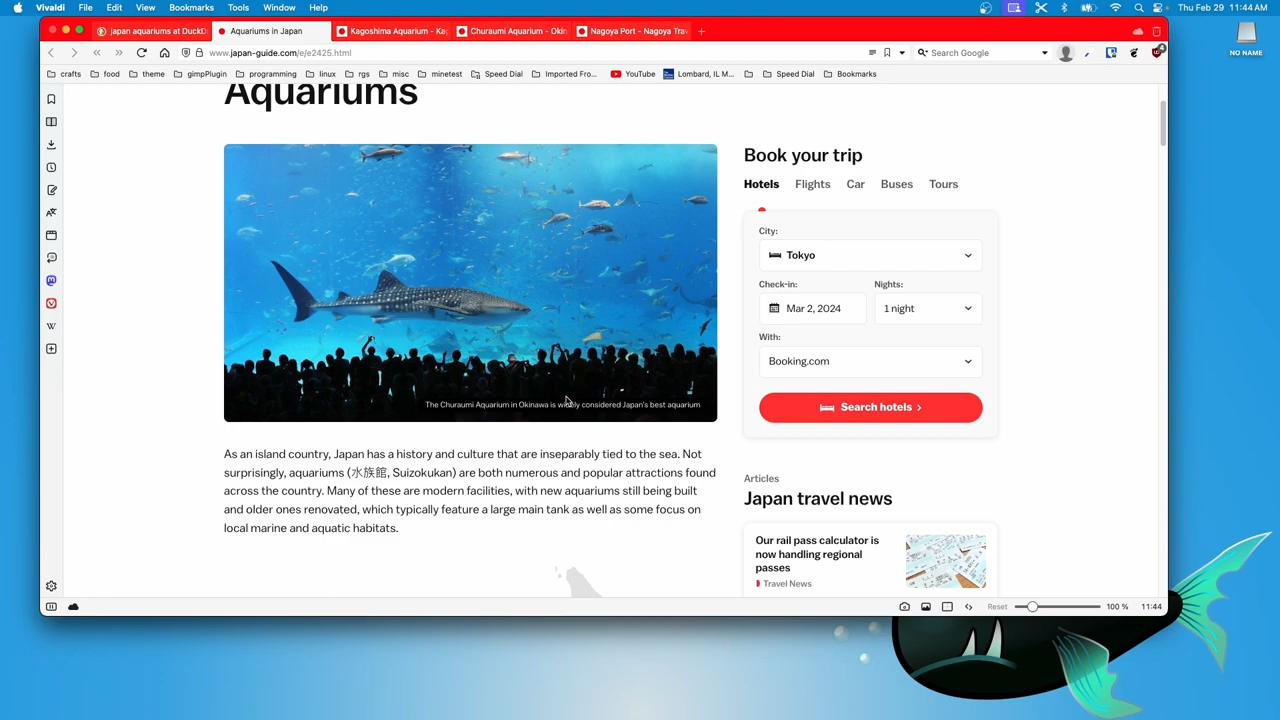 Vivaldi File Edit View Bookmarks Tools Window Help Thu Feb 29 11:44 AM
japan aquariums at DuckD Aquariums in Japan Kagoshima Aquarium - Kag Churaumi Aquarium - Okin Nagoya Port - Nagoya Trav
www.japan-guide.com/e/e2425.html Search Google
crafts food theme gimpPlugin programming linux rgs misc minetest Speed Dial Imported Fro... YouTube Lombard, IL M... Speed Dial Bookmarks
NO NAME
Aquariums
The Churaumi Aquarium in Okinawa is widely considered Japan's best aquarium
As an island country, Japan has a history and culture that are inseparably tied to the sea. Not
surprisingly, aquariums (水族館, Suizokukan) are both numerous and popular attractions found
across the country. Many of these are modern facilities, with new aquariums still being built
and older ones renovated, which typically feature a large main tank as well as some focus on
local marine and aquatic habitats.
Book your trip
Hotels Flights Car Buses Tours
City:
Tokyo
Check-in: Nights:
Mar 2, 2024 1 night
With:
Booking.com
Search hotels
Articles
Japan travel news
Our rail pass calculator is
now handling regional
passes
Travel News
Reset 100 % 11:44